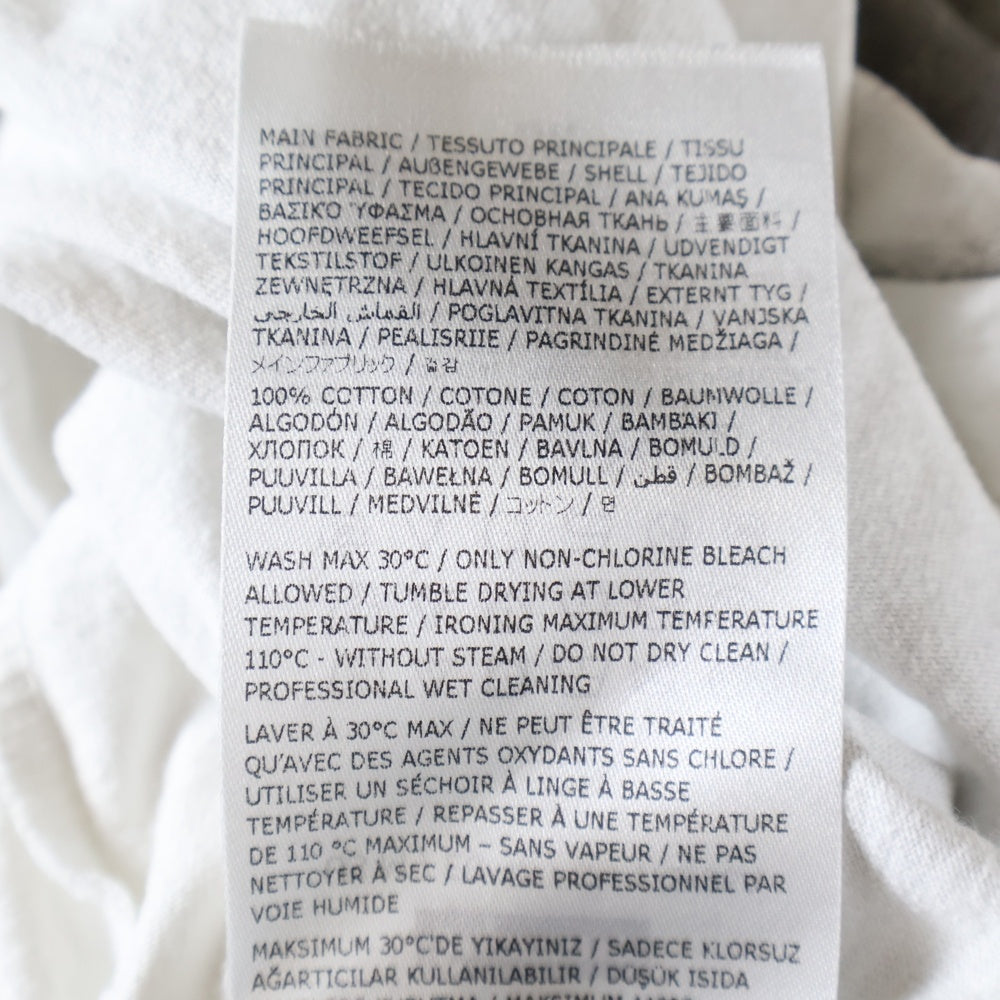 MAIN FABRIC / TESSUTO PRINCIPALE / TISSU
PRINCIPAL / AUßENGEWEBE / SHELL / TEJIDO
PRINCIPAL / TECIDO PRINCIPAL / ANA KUMAŞ /
ΒΑΣΙΚΟ ΎΦΑΣΜΑ / ОСНОВНАЯ ТКАНЬ / 主要面料 /
HOOFDWEEFSEL / HLAVNÍ TKANINA / UDVENDIGT
TEKSTILSTOF / ULKOINEN KANGAS / TKANINA
ZEWNĘTRZNA / HLAVNÁ TEXTÍLIA / EXTERNT TYG /
القماش الخارجي / POGLAVITNA TKANINA / VANJSKA
TKANINA / PEALISRIIE / PAGRINDINĖ MEDŽIAGA /
メインファブリック / 겉감
100% COTTON / COTONE / COTON / BAUMWOLLE /
ALGODÓN / ALGODÃO / PAMUK / ΒΑΜΒΑΚΙ /
ХЛОПОК / 棉 / KATOEN / BAVLNA / BOMULD /
PUUVILLA / BAWEŁNA / BOMULL / قطن / BOMBAŽ /
PUUVILL / MEDVILNĖ / コットン / 면
WASH MAX 30°C / ONLY NON-CHLORINE BLEACH
ALLOWED / TUMBLE DRYING AT LOWER
TEMPERATURE / IRONING MAXIMUM TEMPERATURE
110°C - WITHOUT STEAM / DO NOT DRY CLEAN /
PROFESSIONAL WET CLEANING
LAVER À 30°C MAX / NE PEUT ÊTRE TRAITÉ
QU'AVEC DES AGENTS OXYDANTS SANS CHLORE /
UTILISER UN SÉCHOIR À LINGE À BASSE
TEMPÉRATURE / REPASSER À UNE TEMPÉRATURE
DE 110 °C MAXIMUM – SANS VAPEUR / NE PAS
NETTOYER À SEC / LAVAGE PROFESSIONNEL PAR
VOIE HUMIDE
MAKSIMUM 30°C'DE YIKAYINIZ / SADECE KLORSUZ
AĞARTICILAR KULLANILABILIR / DÜŞÜK ISIDA